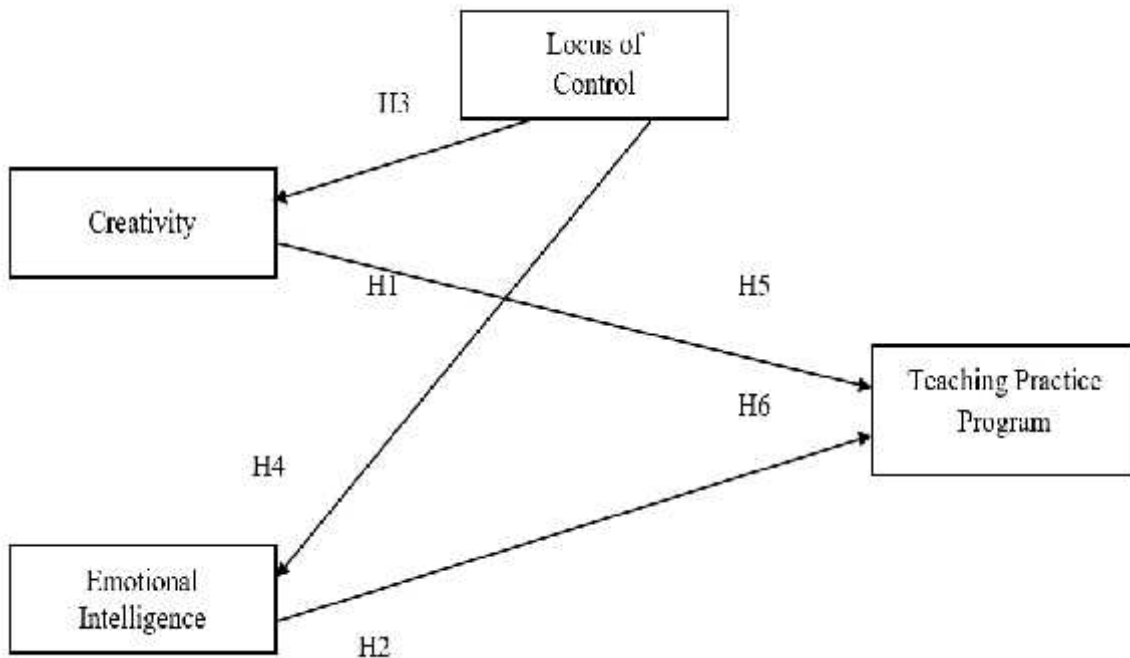 Locus of
Control
H3
Creativity
H1
H5
Teaching Practice
Program
H6
H4
Emotional
Intelligence
H2